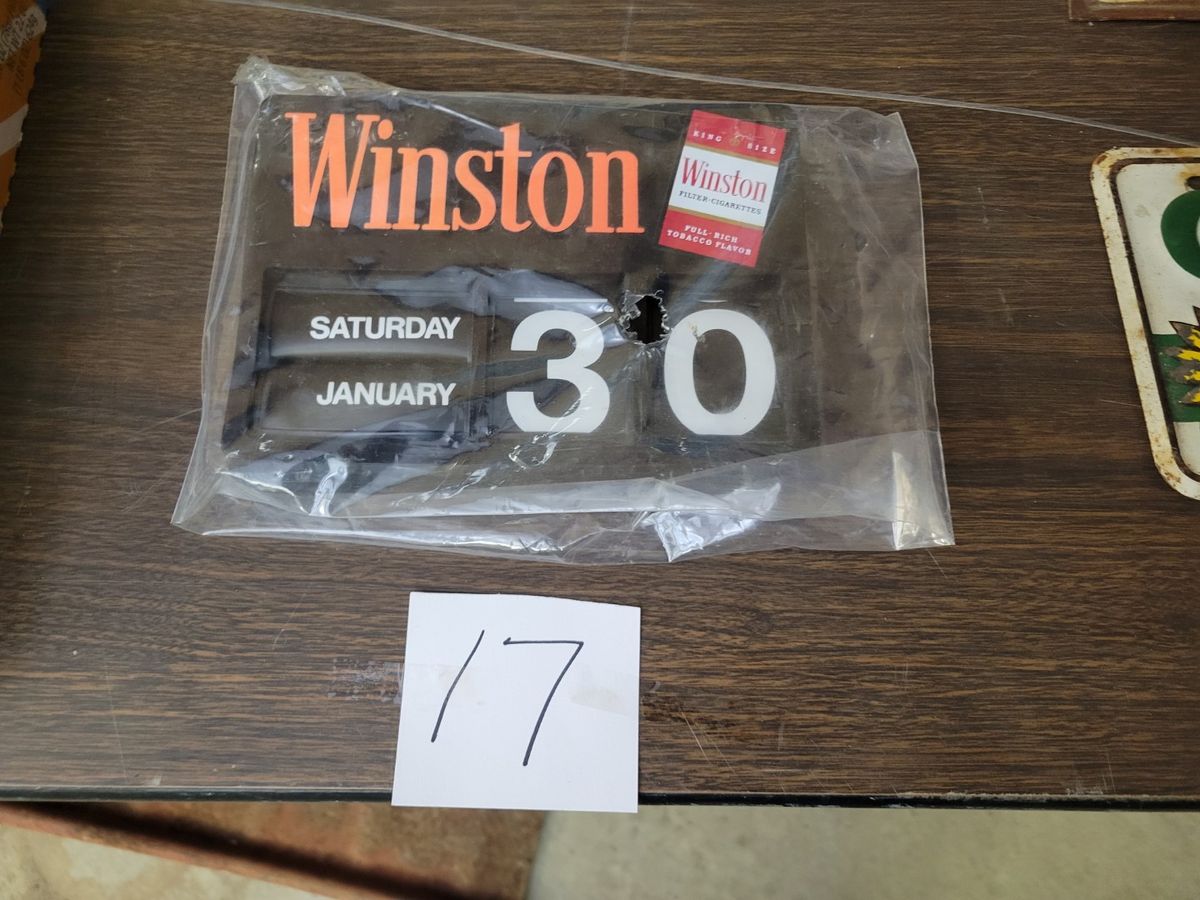 Winston
KING SIZE
Winston
FILTER-CIGARETTES
FULL-RICH
TOBACCO FLAVOR
SATURDAY
JANUARY
30
17